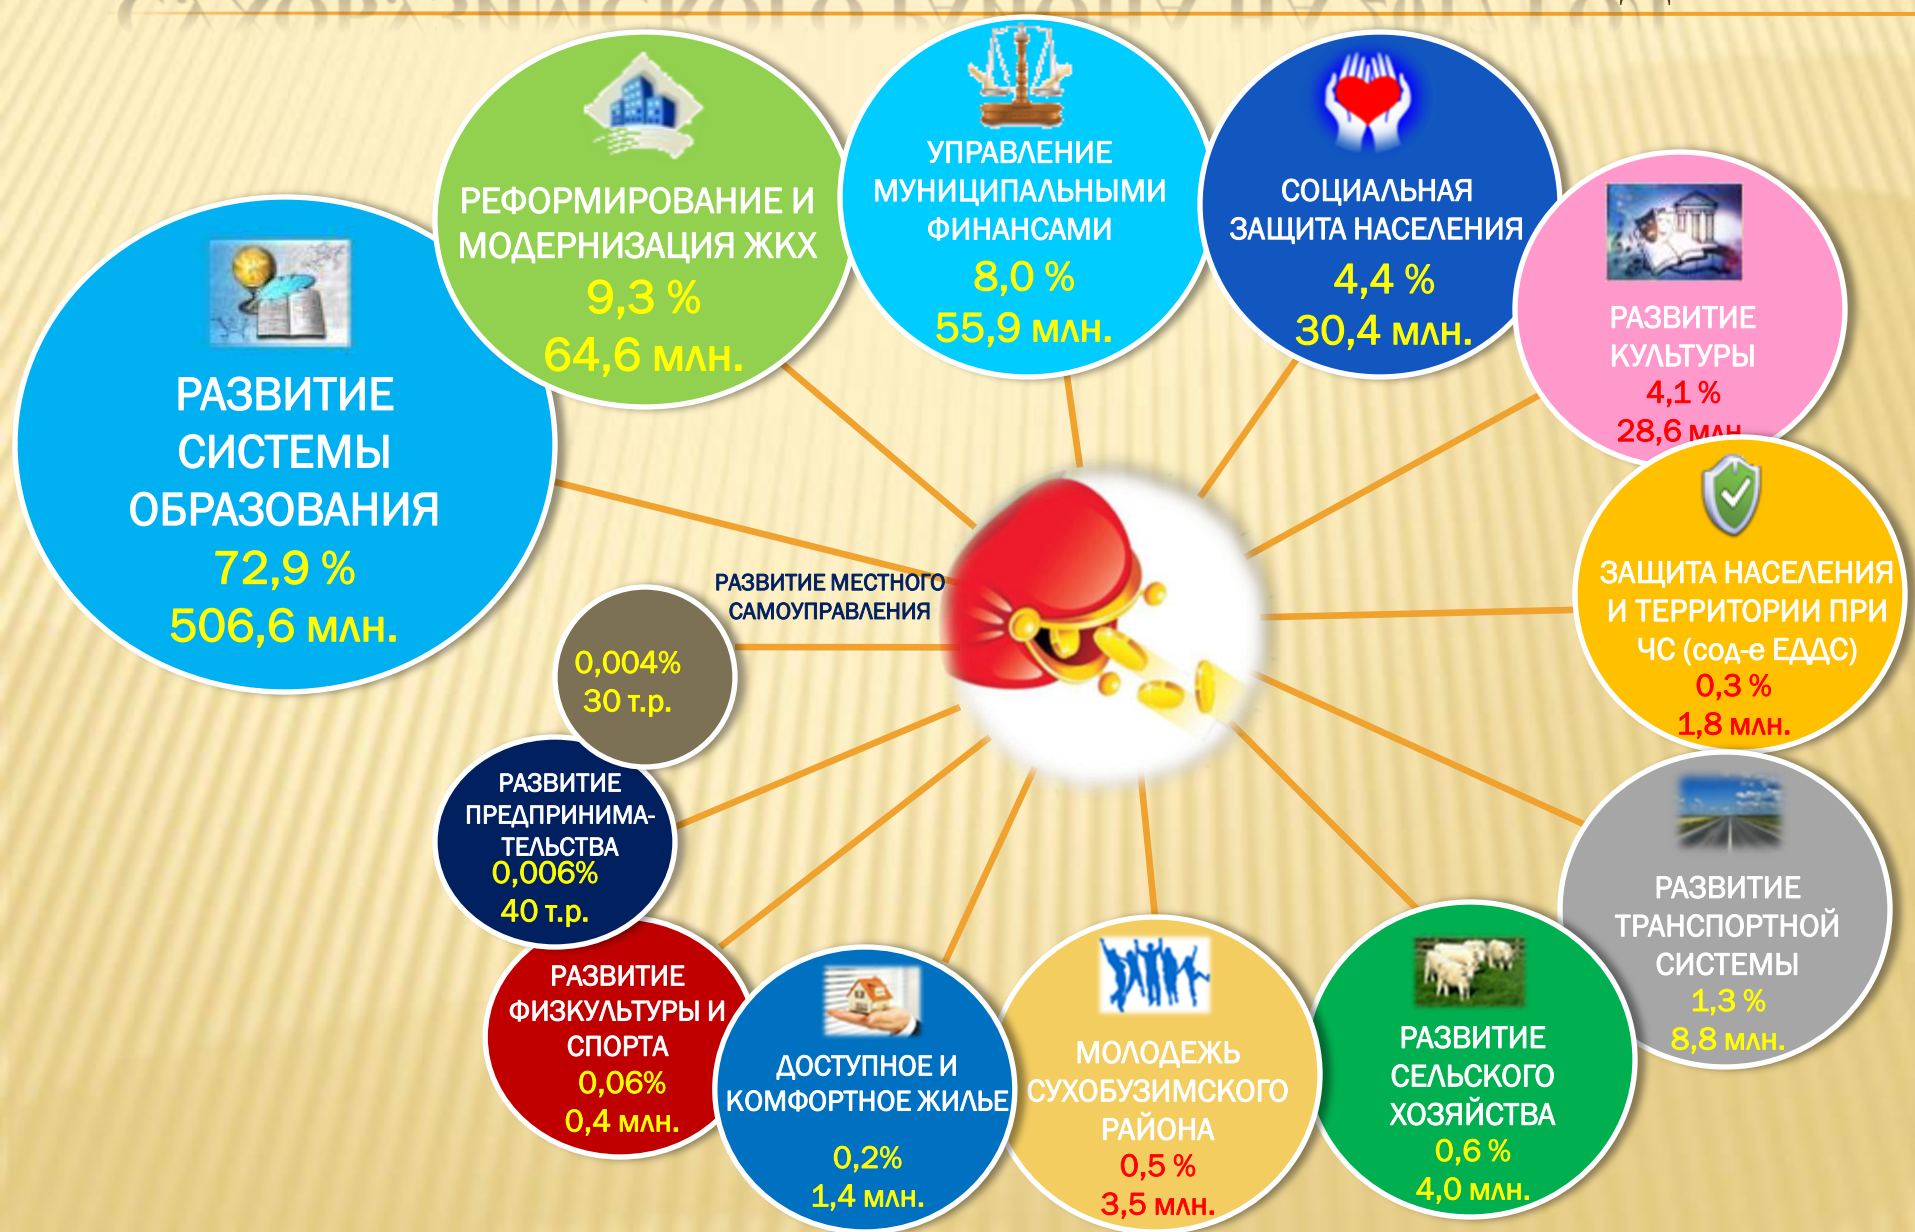 РЕФОРМИРОВАНИЕ И
МОДЕРНИЗАЦИЯ ЖКХ
9,3 %
64,6 млн.
УПРАВЛЕНИЕ
МУНИЦИПАЛЬНЫМИ
ФИНАНСАМИ
8,0 %
55,9 млн.
СОЦИАЛЬНАЯ
ЗАЩИТА НАСЕЛЕНИЯ
4,4 %
30,4 млн.
РАЗВИТИЕ
КУЛЬТУРЫ
4,1 %
28,6 млн
РАЗВИТИЕ
СИСТЕМЫ
ОБРАЗОВАНИЯ
72,9 %
506,6 млн.
ЗАЩИТА НАСЕЛЕНИЯ
И ТЕРРИТОРИИ ПРИ
ЧС (сод-е ЕДДС)
0,3 %
1,8 млн.
РАЗВИТИЕ МЕСТНОГО
САМОУПРАВЛЕНИЯ
0,004%
30 т.р.
РАЗВИТИЕ
ПРЕДПРИНИМА-
ТЕЛЬСТВА
0,006%
40 т.р.
РАЗВИТИЕ
ТРАНСПОРТНОЙ
СИСТЕМЫ
1,3 %
8,8 млн.
РАЗВИТИЕ
ФИЗКУЛЬТУРЫ И
СПОРТА
0,06%
0,4 млн.
ДОСТУПНОЕ И
КОМФОРТНОЕ ЖИЛЬЕ
0,2%
1,4 млн.
МОЛОДЕЖЬ
СУХОБУЗИМСКОГО
РАЙОНА
0,5 %
3,5 млн.
РАЗВИТИЕ
СЕЛЬСКОГО
ХОЗЯЙСТВА
0,6 %
4,0 млн.